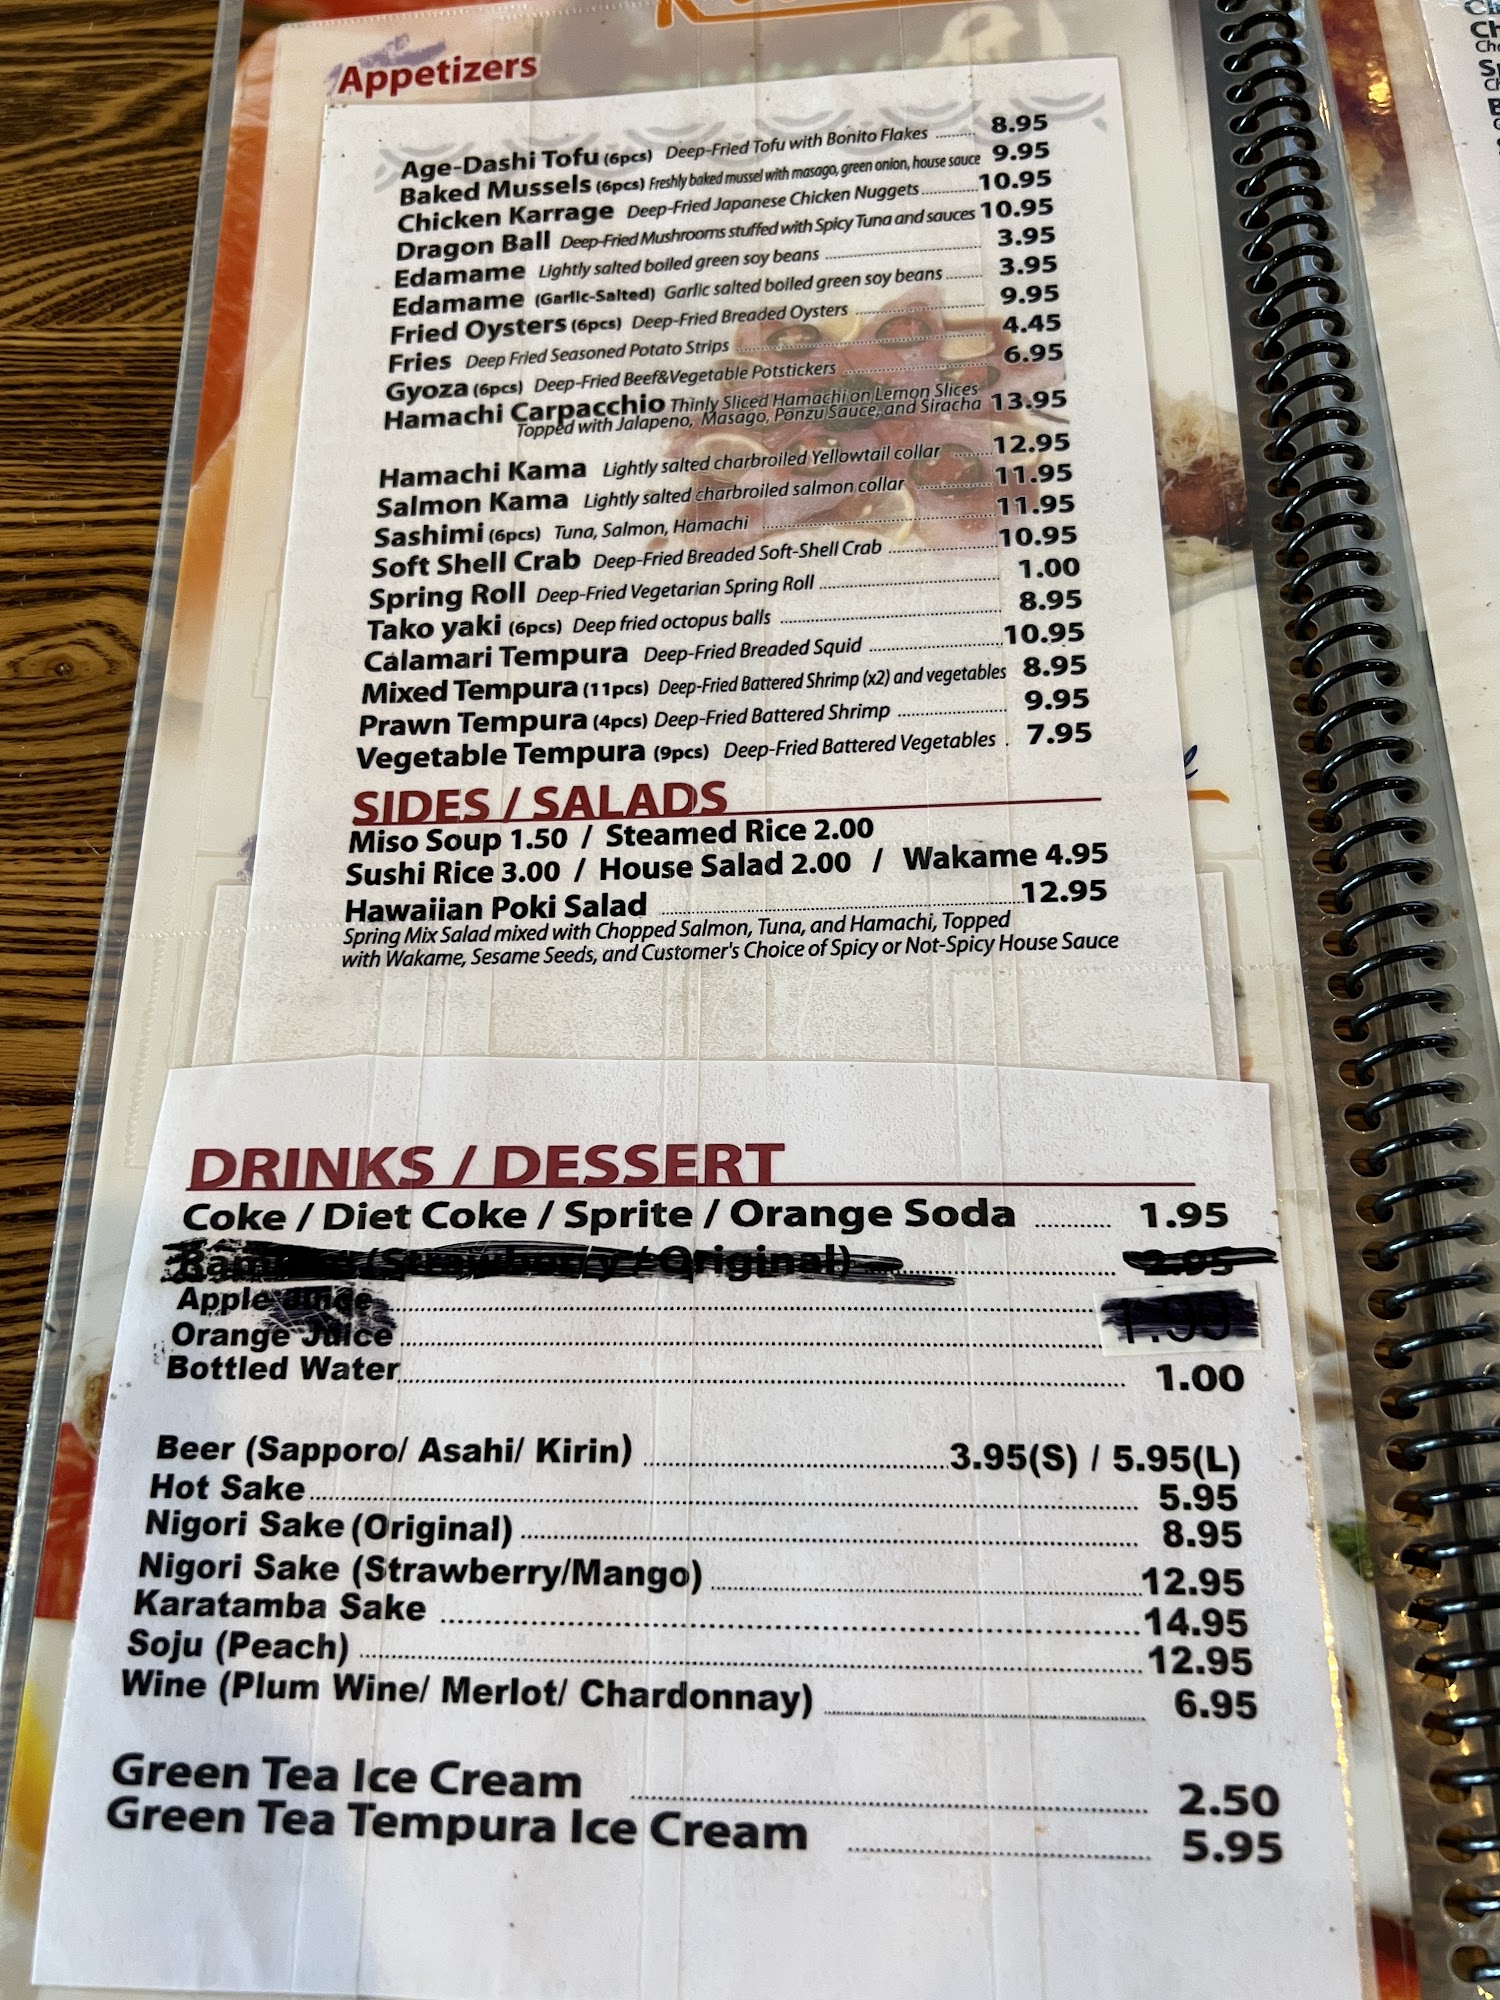 Appetizers
Age-Dashi Tofu (6pcs) Deep-Fried Tofu with Bonito Flakes ........ 8.95
Baked Mussels (6pcs) Freshly baked mussel with masago, green onion, house sauce 9.95
Chicken Karrage Deep-Fried Japanese Chicken Nuggets ............ 10.95
Dragon Ball Deep-Fried Mushrooms stuffed with Spicy Tuna and sauces 10.95
Edamame Lightly salted boiled green soy beans ................ 3.95
Edamame (Garlic-Salted) Garlic salted boiled green soy beans ........ 3.95
Fried Oysters (6pcs) Deep-Fried Breaded Oysters ................ 9.95
Fries Deep Fried Seasoned Potato Strips ................ 4.45
Gyoza (6pcs) Deep-Fried Beef&Vegetable Potstickers ................ 6.95
Hamachi Carpacchio Thinly Sliced Hamachi on Lemon Slices
Topped with Jalapeno, Masago, Ponzu Sauce, and Siracha 13.95
Hamachi Kama Lightly salted charbroiled Yellowtail collar ........ 12.95
Salmon Kama Lightly salted charbroiled salmon collar ............ 11.95
Sashimi (6pcs) Tuna, Salmon, Hamachi ................ 11.95
Soft Shell Crab Deep-Fried Breaded Soft-Shell Crab ................ 10.95
Spring Roll Deep-Fried Vegetarian Spring Roll ................ 1.00
Tako yaki (6pcs) Deep fried octopus balls ................ 8.95
Calamari Tempura Deep-Fried Breaded Squid ................ 10.95
Mixed Tempura (11pcs) Deep-Fried Battered Shrimp (x2) and vegetables 8.95
Prawn Tempura (4pcs) Deep-Fried Battered Shrimp ................ 9.95
Vegetable Tempura (9pcs) Deep-Fried Battered Vegetables . 7.95
SIDES / SALADS
Miso Soup 1.50 / Steamed Rice 2.00
Sushi Rice 3.00 / House Salad 2.00 / Wakame 4.95
Hawaiian Poki Salad ................ 12.95
Spring Mix Salad mixed with Chopped Salmon, Tuna, and Hamachi, Topped
with Wakame, Sesame Seeds, and Customer's Choice of Spicy or Not-Spicy House Sauce
DRINKS / DESSERT
Coke / Diet Coke / Sprite / Orange Soda ........ 1.95
(Strawberry / Original) ................ 2.95
Apple Juice ................
Orange Juice ................
Bottled Water ................ 1.00
Beer (Sapporo/ Asahi/ Kirin) ................ 3.95(S) / 5.95(L)
Hot Sake ................ 5.95
Nigori Sake (Original) ................ 8.95
Nigori Sake (Strawberry/Mango) ................ 12.95
Karatamba Sake ................ 14.95
Soju (Peach) ................ 12.95
Wine (Plum Wine/ Merlot/ Chardonnay) ................ 6.95
Green Tea Ice Cream ................ 2.50
Green Tea Tempura Ice Cream ................ 5.95